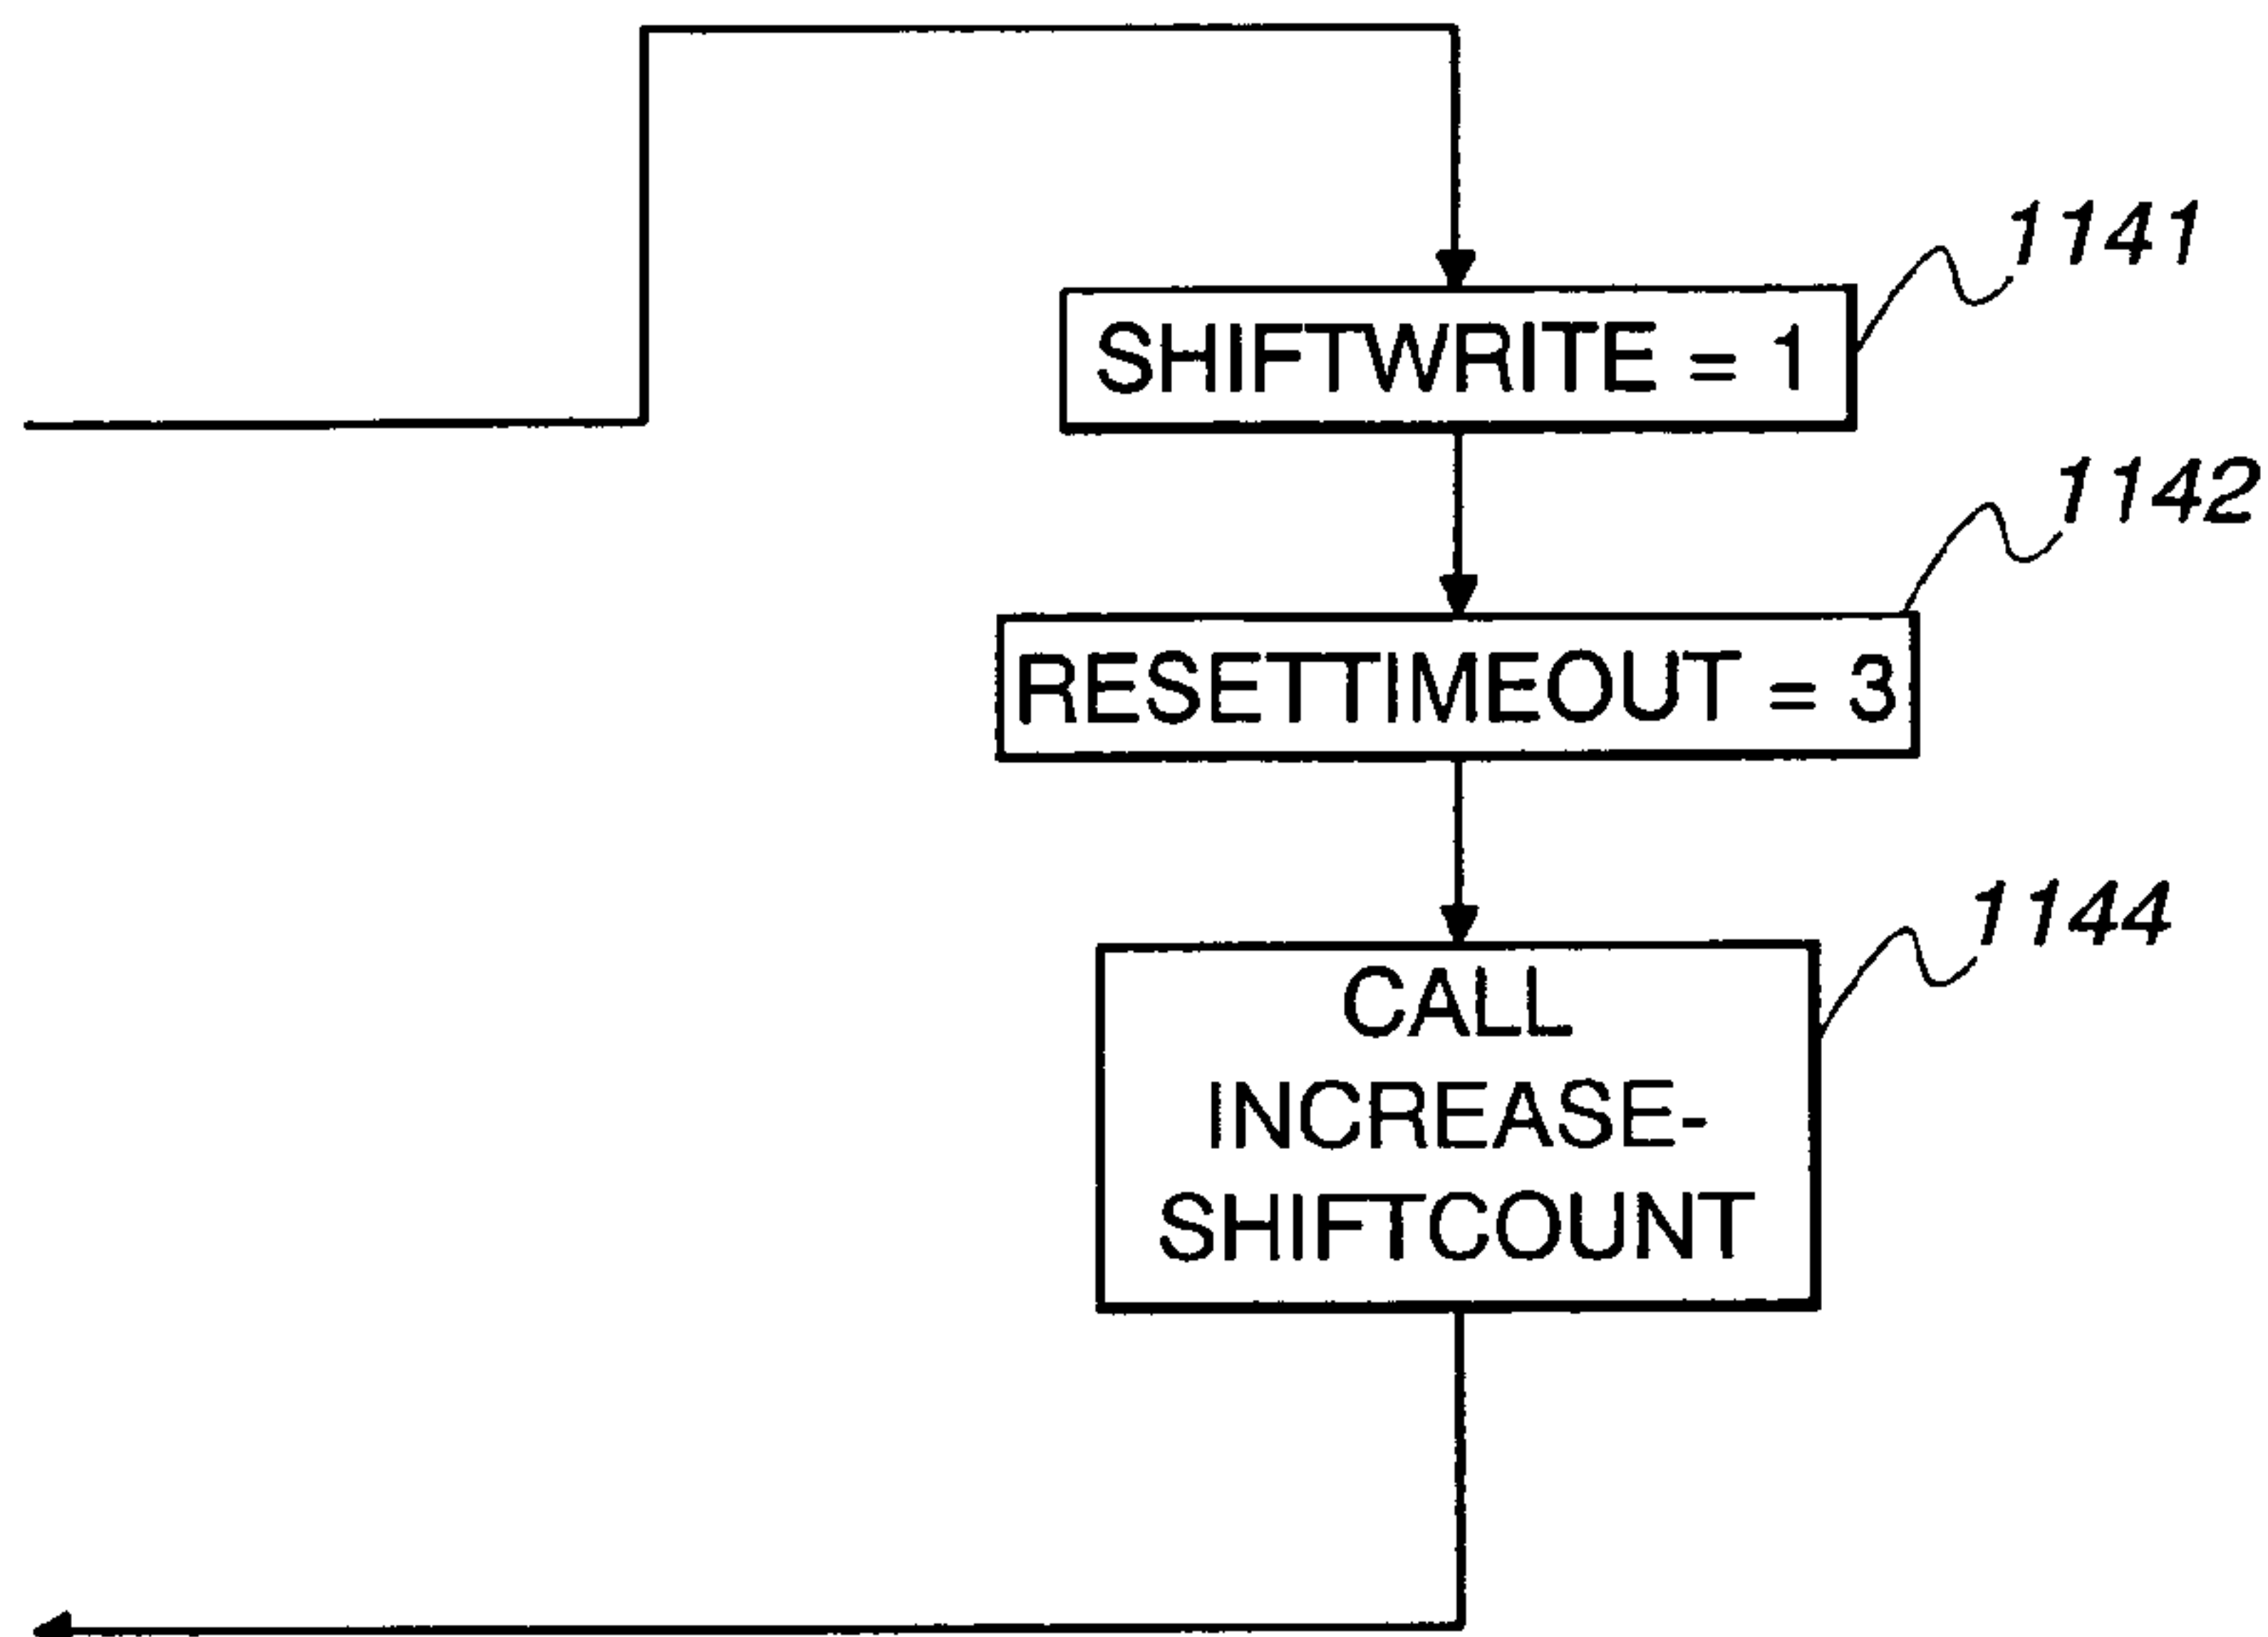 1141
SHIFTWRITE = 1
1142
RESETTIMEOUT = 3
1144
CALL
INCREASE-
SHIFTCOUNT